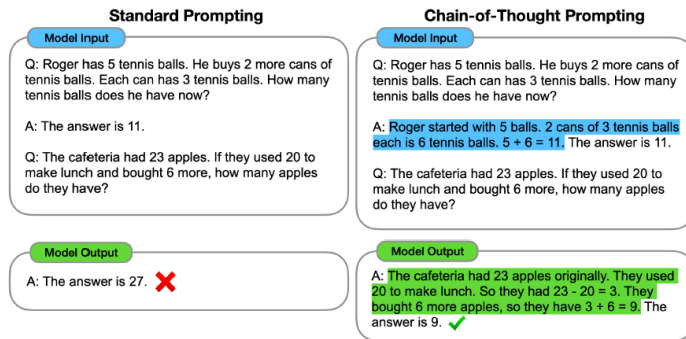 Standard Prompting
Model Input
Q: Roger has 5 tennis balls. He buys 2 more cans of
tennis balls. Each can has 3 tennis balls. How many
tennis balls does he have now?
A: The answer is 11.
Q: The cafeteria had 23 apples. If they used 20 to
make lunch and bought 6 more, how many apples
do they have?
Model Output
A: The answer is 27.
Chain-of-Thought Prompting
Model Input
Q: Roger has 5 tennis balls. He buys 2 more cans of
tennis balls. Each can has 3 tennis balls. How many
tennis balls does he have now?
A: Roger started with 5 balls. 2 cans of 3 tennis balls
each is 6 tennis balls. 5 + 6 = 11. The answer is 11.
Q: The cafeteria had 23 apples. If they used 20 to
make lunch and bought 6 more, how many apples
do they have?
Model Output
A: The cafeteria had 23 apples originally. They used
20 to make lunch. So they had 23 - 20 = 3. They
bought 6 more apples, so they have 3 + 6 = 9. The
answer is 9.